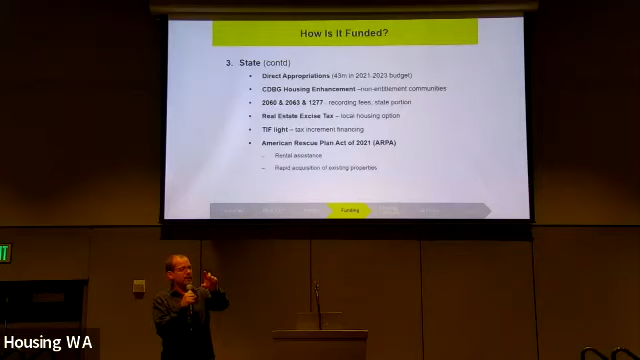 How Is It Funded?
3. State (contd)
• Direct Appropriations (43m in 2021-2023 budget)
• CDBG Housing Enhancement –non-entitlement communities
• 2060 & 2063 & 1277 - recording fees, state portion
• Real Estate Excise Tax – local housing option
• TIF light – tax increment financing
• American Rescue Plan Act of 2021 (ARPA)
– Rental assistance
– Rapid acquisition of existing properties
Funding
IT
Housing WA